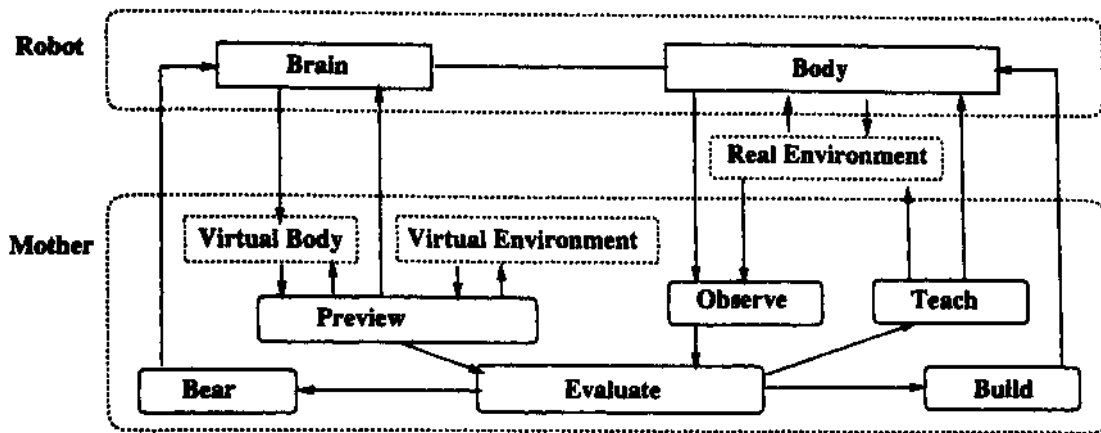 Robot
Brain
Body
Real Environment
Mother
Virtual Body
Virtual Environment
Observe
Teach
Preview
Bear
Evaluate
Build